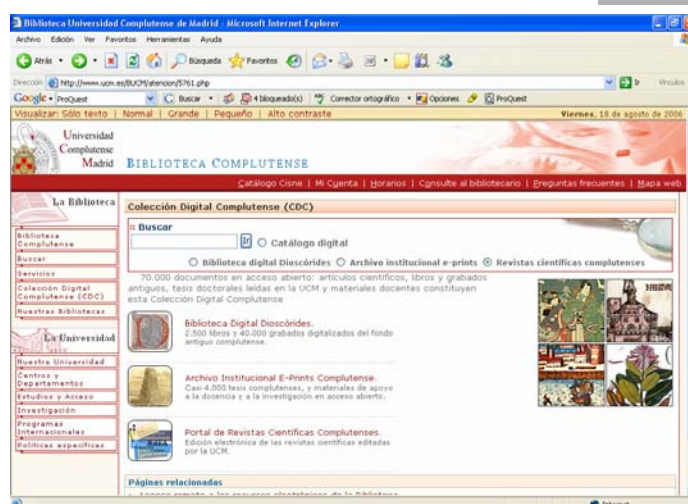 Biblioteca Universidad Complutense de Madrid - Microsoft Internet Explorer
Archivo Edición Ver Favoritos Herramientas Ayuda
Atrás Búsqueda Favoritos
Dirección http://www.ucm.es/BUCM/atencion/5761.php Ir Vínculos
Google ProQuest Buscar 4 bloqueado(s) Corrector ortográfico Opciones ProQuest
Visualizar: Sólo texto | Normal | Grande | Pequeño | Alto contraste Viernes, 18 de agosto de 2006
Universidad
Complutense
Madrid
BIBLIOTECA COMPLUTENSE
Catálogo Cisne | Mi Cuenta | Horarios | Consulte al bibliotecario | Preguntas frecuentes | Mapa web
La Biblioteca
Biblioteca
Complutense
Buscar
Servicios
Colección Digital
Complutense (CDC)
Nuestras Bibliotecas
La Universidad
Nuestra Universidad
Centros y
Departamentos
Estudios y Acceso
Investigación
Programas
Internacionales
Políticas específicas
Colección Digital Complutense (CDC)
Buscar
Ir Catálogo digital
Biblioteca digital Dioscórides Archivo institucional e-prints Revistas científicas complutenses
70.000 documentos en acceso abierto: artículos científicos, libros y grabados
antiguos, tesis doctorales leídas en la UCM y materiales docentes constituyen
esta Colección Digital Complutense
Biblioteca Digital Dioscórides.
2.500 libros y 40.000 grabados digitalizados del fondo
antiguo complutense.
Archivo Institucional E-Prints Complutense.
Casi 4.000 tesis complutenses, y materiales de apoyo
a la docencia y a la investigación en acceso abierto.
Portal de Revistas Científicas Complutenses.
Edición electrónica de las revistas científicas editadas
por la UCM.
Páginas relacionadas
Acceso remoto a los recursos electrónicos de la Biblioteca
Internet